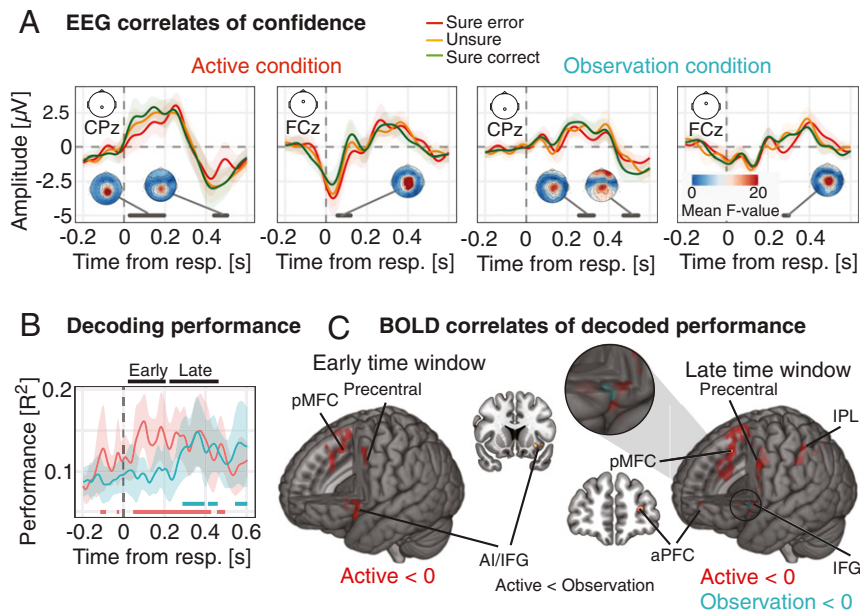 A EEG correlates of confidence
Sure error
Unsure
Sure correct
Active condition
Observation condition
Amplitude [µV]
2.5
0
-2.5
-5
CPz
FCz
CPz
FCz
0 20
Mean F-value
-0.2 0 0.2 0.4
-0.2 0 0.2 0.4
-0.2 0 0.2 0.4
-0.2 0 0.2 0.4
Time from resp. [s]
Time from resp. [s]
Time from resp. [s]
Time from resp. [s]
B Decoding performance
Early Late
Performance [R²]
0.2
0.1
-0.2 0 0.2 0.4 0.6
Time from resp. [s]
C BOLD correlates of decoded performance
Early time window
pMFC
Precentral
AI/IFG
Active < 0
Active < Observation
Late time window
Precentral
IPL
pMFC
aPFC
IFG
Active < 0
Observation < 0